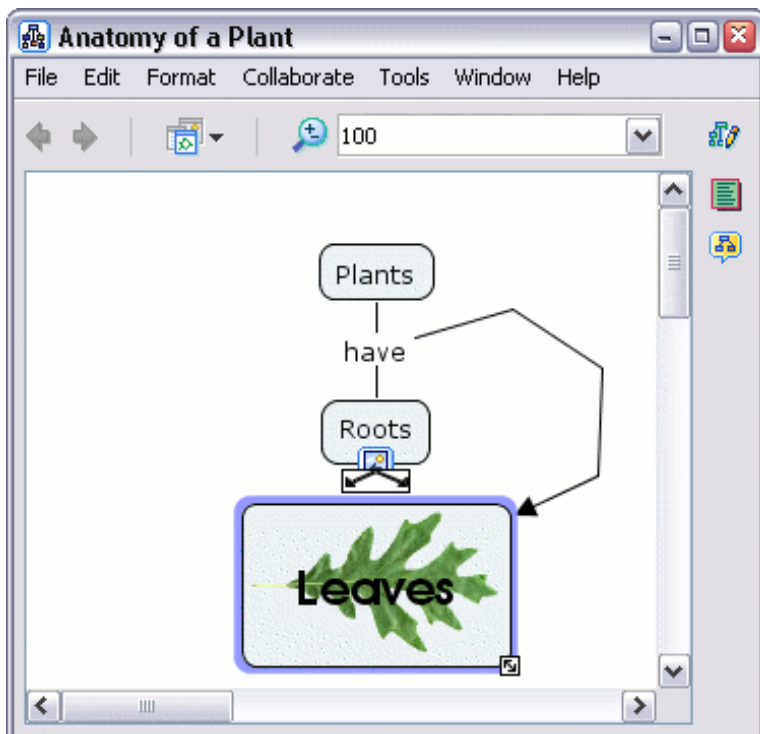 Anatomy of a Plant
File Edit Format Collaborate Tools Window Help
100
Plants
have
Roots
Leaves